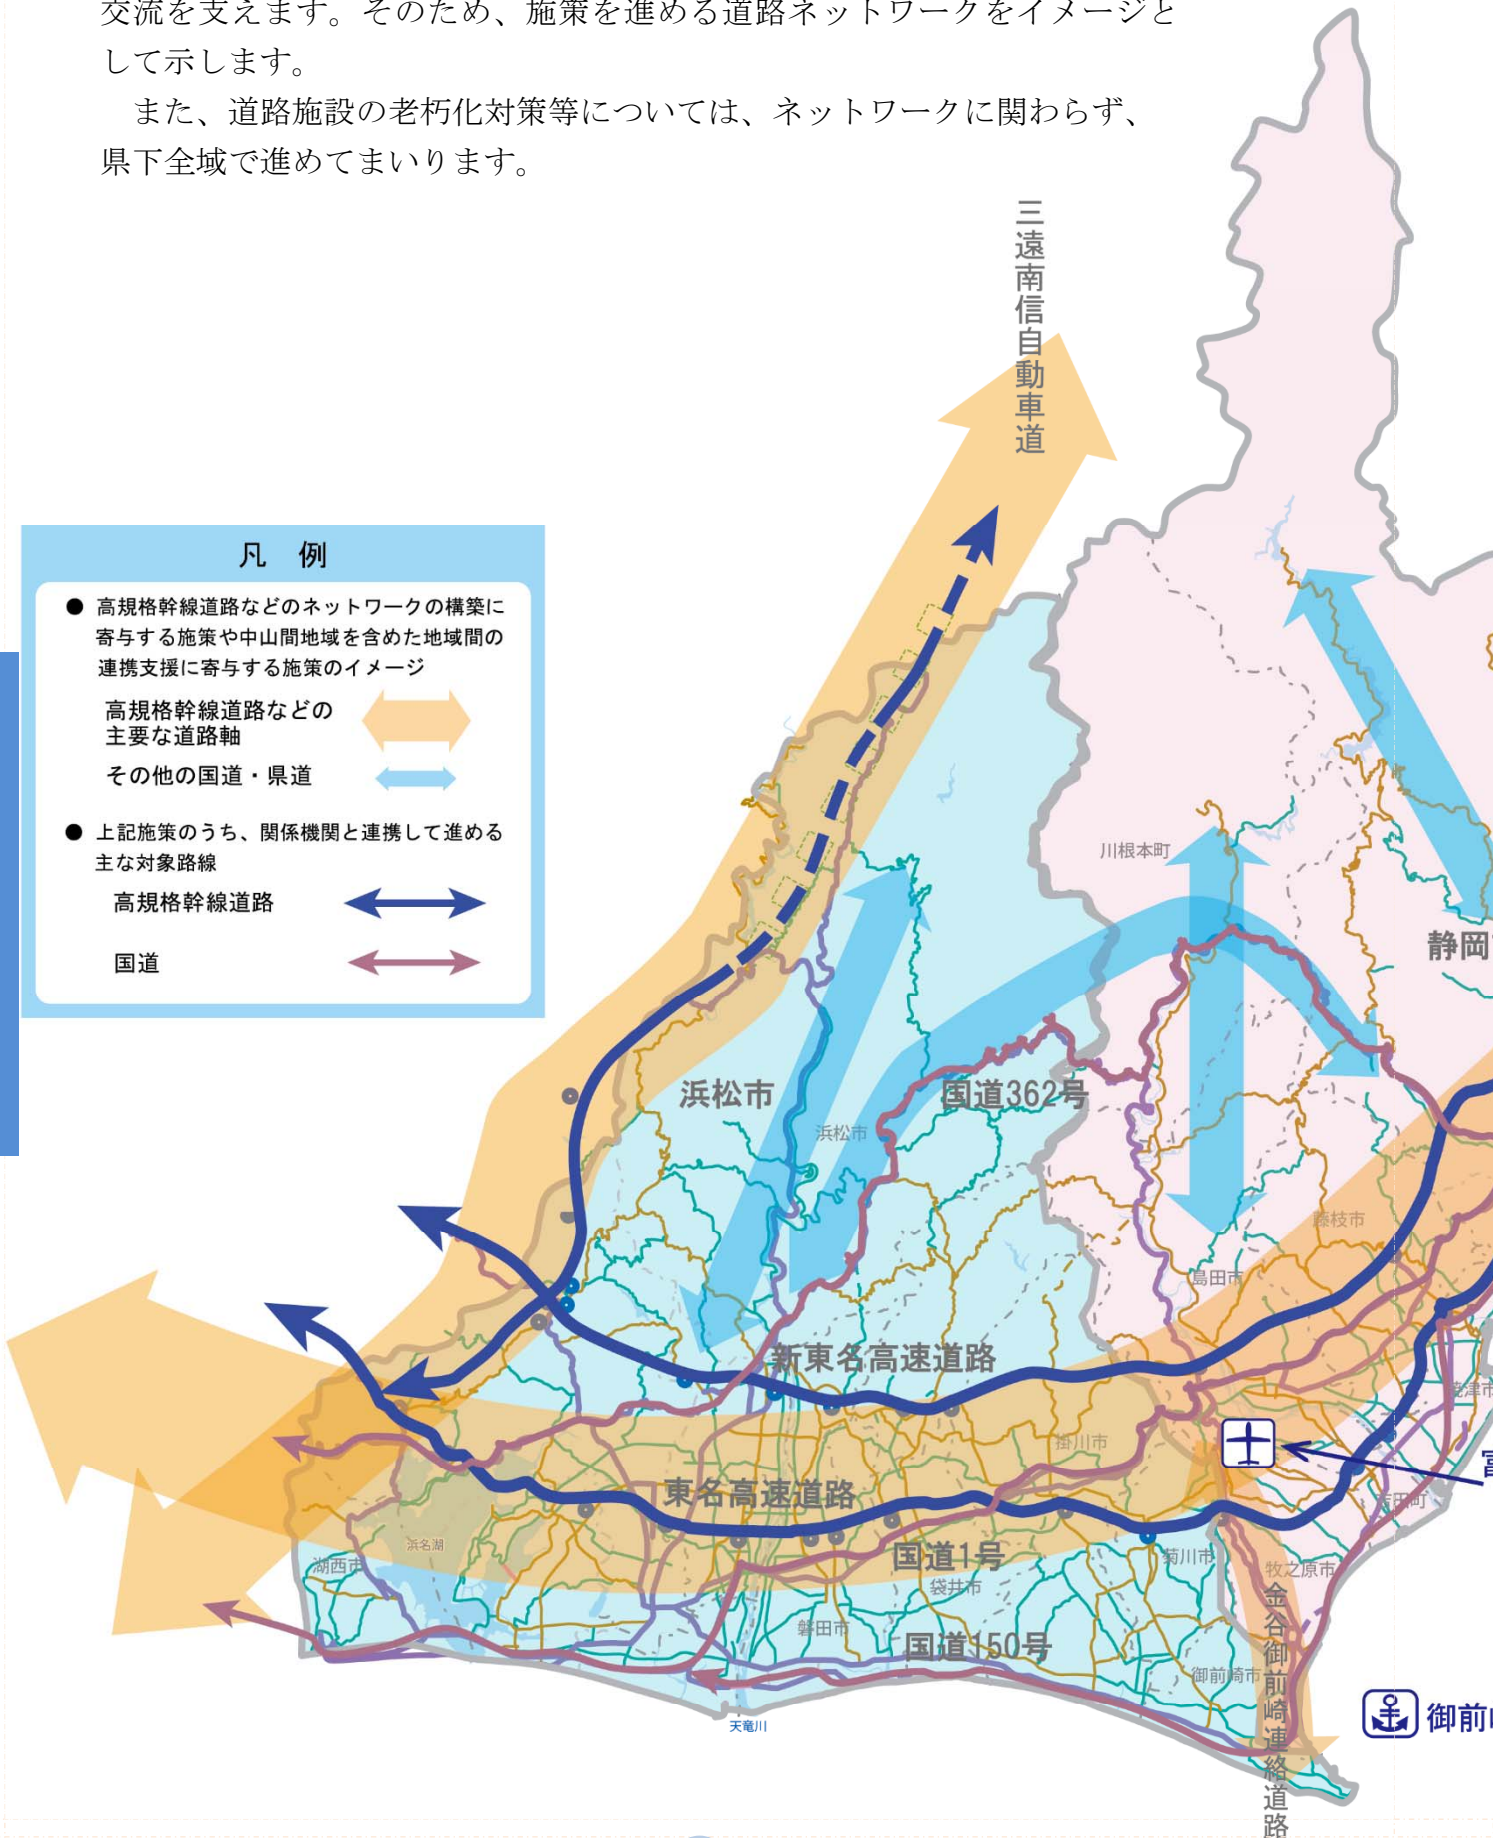 交流を支えます。そのため、施策を進める道路ネットワークをイメージと
して示します。
また、道路施設の老朽化対策等については、ネットワークに関わらず、
県下全域で進めてまいります。
三遠南信自動車道
凡 例
● 高規格幹線道路などのネットワークの構築に
寄与する施策や中山間地域を含めた地域間の
連携支援に寄与する施策のイメージ
高規格幹線道路などの
主要な道路軸
その他の国道・県道
● 上記施策のうち、関係機関と連携して進める
主な対象路線
高規格幹線道路
国道
川根本町
静岡
浜松市
国道362号
浜松市
藤枝市
島田市
新東名高速道路
焼津市
掛川市
東名高速道路
吉田町
浜名湖
国道1号
湖西市
菊川市
牧之原市
袋井市
磐田市
国道150号
御前崎市
金谷御前崎連絡道路
御前
天竜川